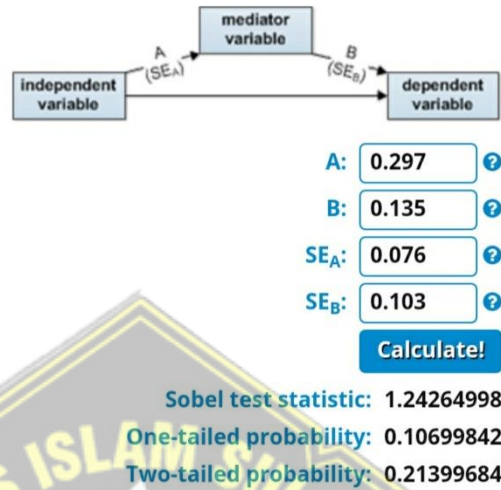 mediator
variable
A
(SEA)
B
(SEB)
independent
variable
dependent
variable
A: 0.297 ?
B: 0.135 ?
SEA: 0.076 ?
SEB: 0.103 ?
Calculate!
Sobel test statistic: 1.24264998
One-tailed probability: 0.10699842
Two-tailed probability: 0.21399684
ISLAM